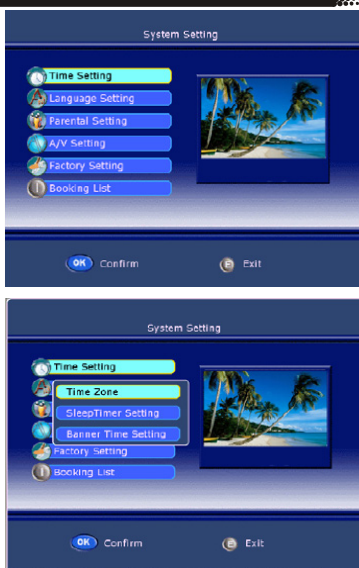 System Setting
Time Setting
Language Setting
Parental Setting
A/V Setting
Factory Setting
Booking List
OK Confirm
E Exit
System Setting
Time Setting
Time Zone
SleepTimer Setting
Banner Time Setting
Factory Setting
Booking List
OK Confirm
E Exit